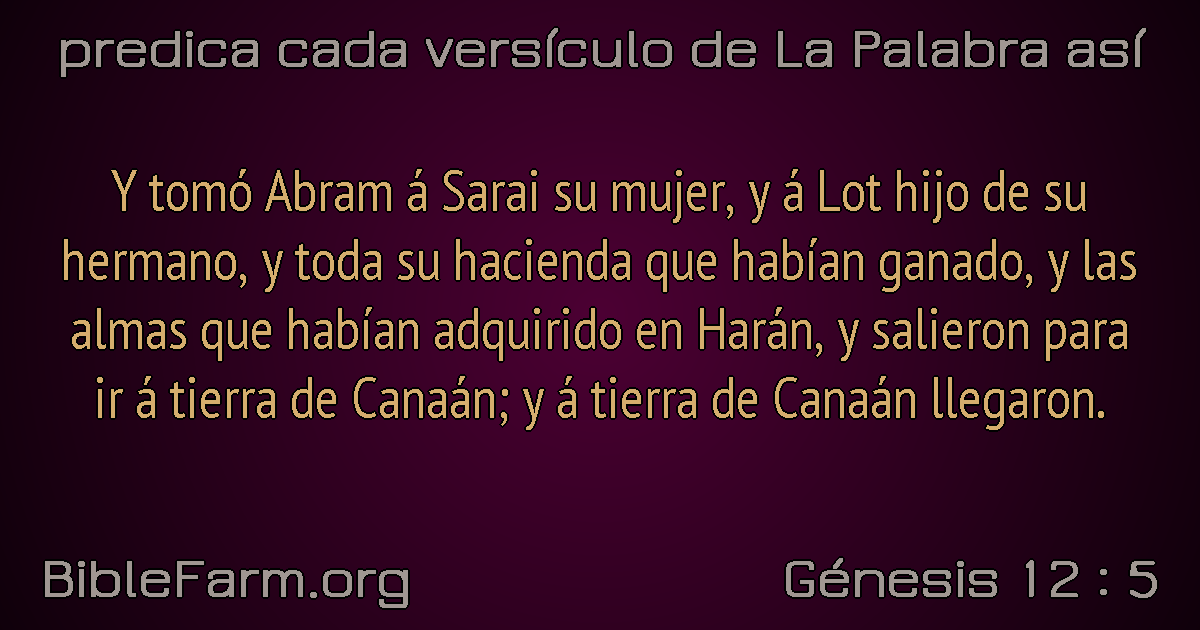 predica cada versículo de La Palabra así
Y tomó Abram á Sarai su mujer, y á Lot hijo de su
hermano, y toda su hacienda que habían ganado, y las
almas que habían adquirido en Harán, y salieron para
ir á tierra de Canaán; y á tierra de Canaán llegaron.
BibleFarm.org
Génesis 12 : 5